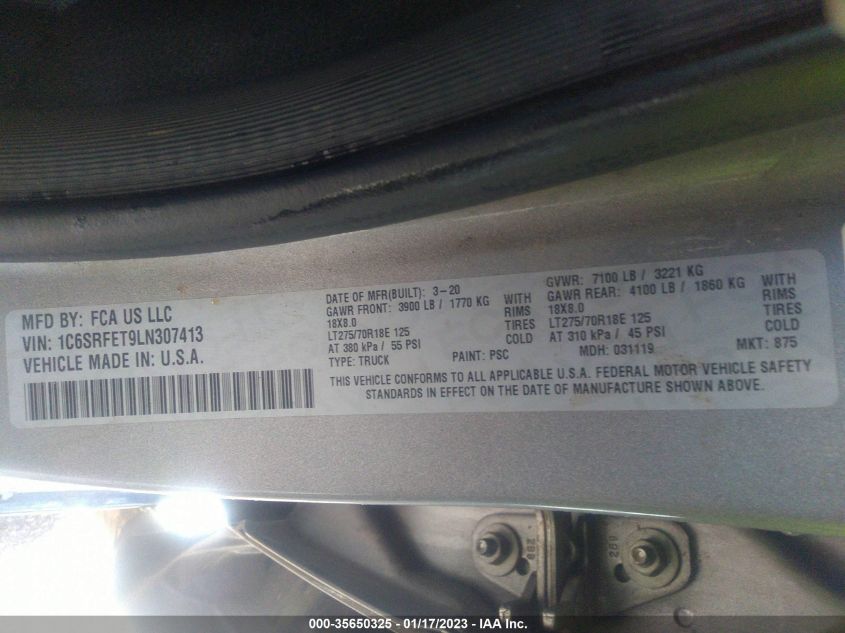 MFD BY: FCA US LLC
VIN: 1C6SRFET9LN307413
VEHICLE MADE IN: U.S.A.
DATE OF MFR(BUILT): 3-20
GAWR FRONT: 3900 LB / 1770 KG WITH
18X8.0 RIMS
LT275/70R18E 125 TIRES
AT 380 kPa / 55 PSI COLD
TYPE: TRUCK PAINT: PSC
GVWR: 7100 LB / 3221 KG
GAWR REAR: 4100 LB / 1860 KG WITH
18X8.0 RIMS
LT275/70R18E 125 TIRES
AT 310 kPa / 45 PSI COLD
MDH: 031119 MKT: 875
THIS VEHICLE CONFORMS TO ALL APPLICABLE U.S.A. FEDERAL MOTOR VEHICLE SAFETY
STANDARDS IN EFFECT ON THE DATE OF MANUFACTURE SHOWN ABOVE.
000-35650325 - 01/17/2023 - IAA Inc.